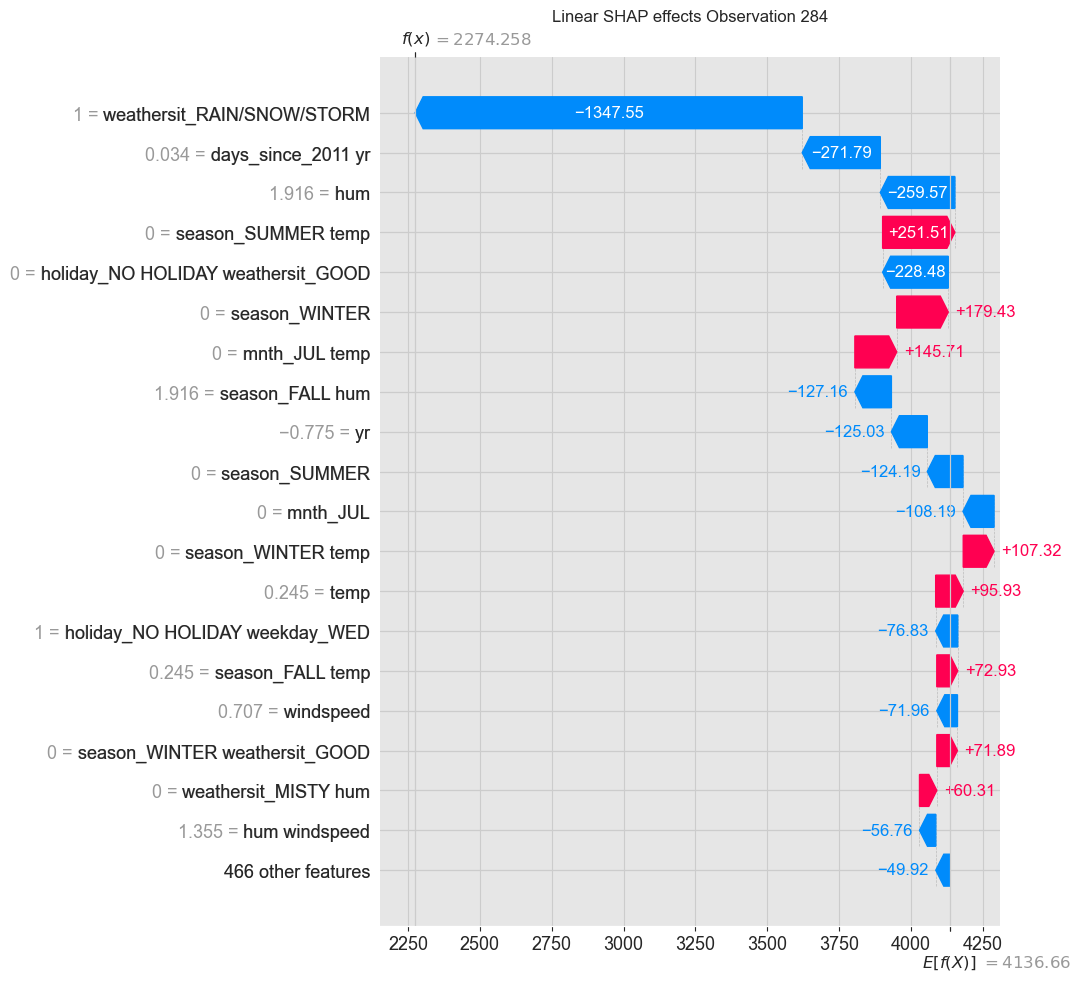 Linear SHAP effects Observation 284
f(x) = 2274.258
1 = weathersit_RAIN/SNOW/STORM −1347.55
0.034 = days_since_2011 yr −271.79
1.916 = hum −259.57
0 = season_SUMMER temp +251.51
0 = holiday_NO HOLIDAY weathersit_GOOD −228.48
0 = season_WINTER +179.43
0 = mnth_JUL temp +145.71
1.916 = season_FALL hum −127.16
−0.775 = yr −125.03
0 = season_SUMMER −124.19
0 = mnth_JUL −108.19
0 = season_WINTER temp +107.32
0.245 = temp +95.93
1 = holiday_NO HOLIDAY weekday_WED −76.83
0.245 = season_FALL temp +72.93
0.707 = windspeed −71.96
0 = season_WINTER weathersit_GOOD +71.89
0 = weathersit_MISTY hum +60.31
1.355 = hum windspeed −56.76
466 other features −49.92
2250 2500 2750 3000 3250 3500 3750 4000 4250
E[f(X)] = 4136.66